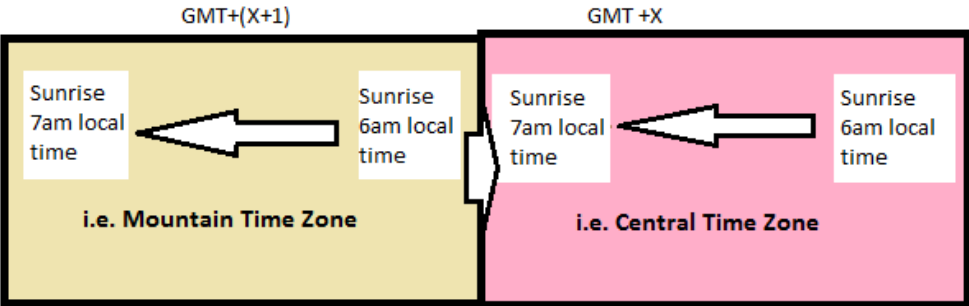 GMT+(X+1)
GMT +X
Sunrise
7am local
time
Sunrise
6am local
time
Sunrise
7am local
time
Sunrise
6am local
time
i.e. Mountain Time Zone
i.e. Central Time Zone